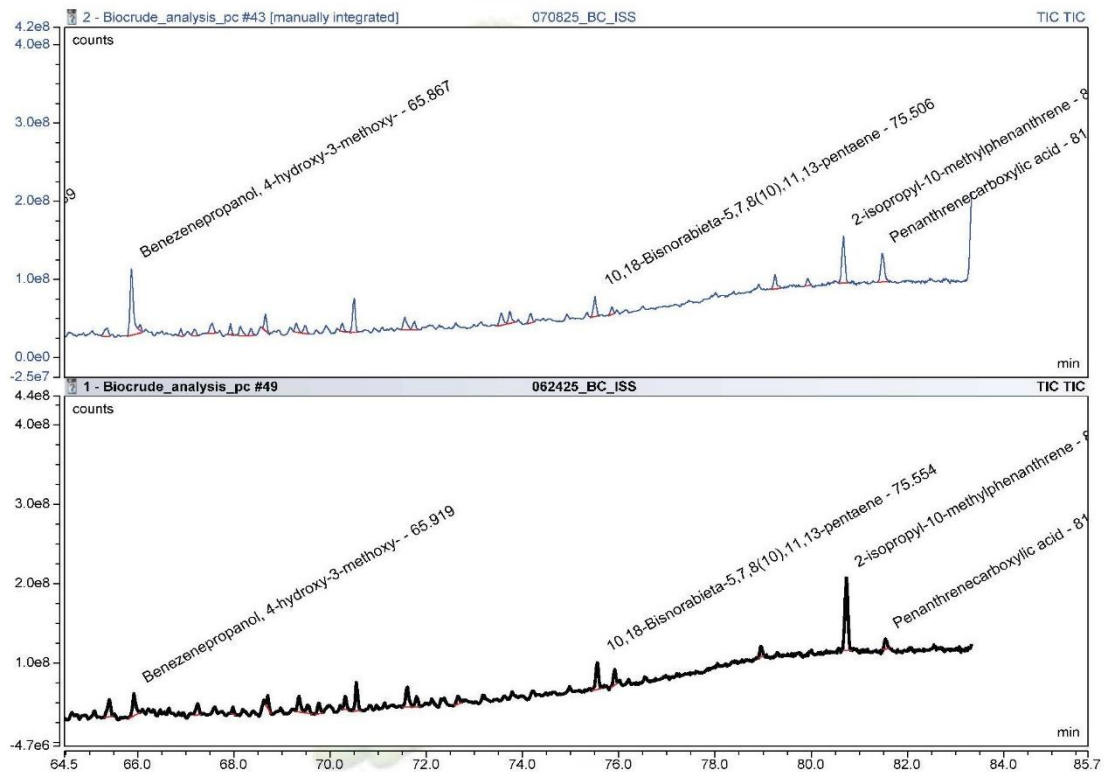 2 - Biocrude_analysis_pc #43 [manually integrated] 070825_BC_ISS TIC TIC
4.2e8
counts
4.0e8
3.0e8
2.0e8
1.0e8
0.0e0
-2.5e7
Benezenepropanol, 4-hydroxy-3-methoxy- - 65.867
10,18-Bisnorabieta-5,7,8(10),11,13-pentaene - 75.506
2-isopropyl-10-methylphenanthrene - 8
Penanthrenecarboxylic acid - 81
min
1 - Biocrude_analysis_pc #49 062425_BC_ISS TIC TIC
4.4e8
counts
4.0e8
3.0e8
2.0e8
1.0e8
-4.7e6
Benezenepropanol, 4-hydroxy-3-methoxy- - 65.919
10,18-Bisnorabieta-5,7,8(10),11,13-pentaene - 75.554
2-isopropyl-10-methylphenanthrene - 8
Penanthrenecarboxylic acid - 81
min
64.5 66.0 68.0 70.0 72.0 74.0 76.0 78.0 80.0 82.0 84.0 85.7